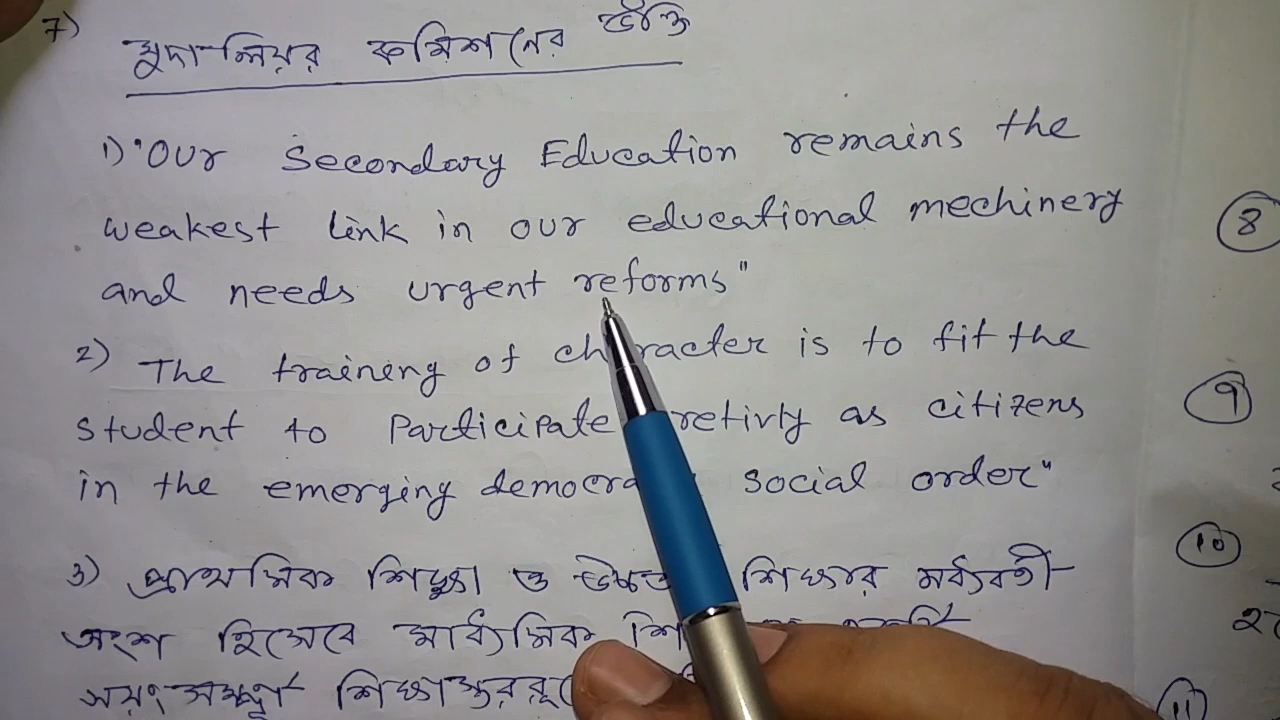 7) মুদালিয়র কমিশনের উক্তি
1) "Our Secondary Education remains the
weakest link in our educational mechinery
and needs urgent reforms"
2) The training of character is to fit the
student to Participate as citizens
in the emerging social order"
3) প্রাথমিক শিক্ষা ও শিক্ষার মধ্যবর্তী
অংশ হিসেবে মাধ্যমিক
সয়ংসম্পূর্ণ
8
9
10
11